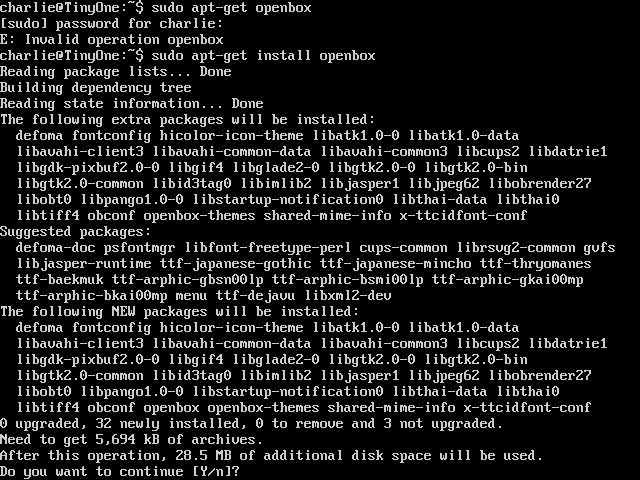 charlie@TinyOne:~$ sudo apt-get openbox
[sudo] password for charlie:
E: Invalid operation openbox
charlie@TinyOne:~$ sudo apt-get install openbox
Reading package lists... Done
Building dependency tree
Reading state information... Done
The following extra packages will be installed:
  defoma fontconfig hicolor-icon-theme libatk1.0-0 libatk1.0-data
  libavahi-client3 libavahi-common-data libavahi-common3 libcups2 libdatrie1
  libgdk-pixbuf2.0-0 libgif4 libglade2-0 libgtk2.0-0 libgtk2.0-bin
  libgtk2.0-common libid3tag0 libimlib2 libjasper1 libjpeg62 libobrender27
  libobt0 libpango1.0-0 libstartup-notification0 libthai-data libthai0
  libtiff4 obconf openbox-themes shared-mime-info x-ttcidfont-conf
Suggested packages:
  defoma-doc psfontmgr libfont-freetype-perl cups-common librsvg2-common gvfs
  libjasper-runtime ttf-japanese-gothic ttf-japanese-mincho ttf-thryomanes
  ttf-baekmuk ttf-arphic-gbsn00lp ttf-arphic-bsmi00lp ttf-arphic-gkai00mp
  ttf-arphic-bkai00mp menu ttf-dejavu libxml2-dev
The following NEW packages will be installed:
  defoma fontconfig hicolor-icon-theme libatk1.0-0 libatk1.0-data
  libavahi-client3 libavahi-common-data libavahi-common3 libcups2 libdatrie1
  libgdk-pixbuf2.0-0 libgif4 libglade2-0 libgtk2.0-0 libgtk2.0-bin
  libgtk2.0-common libid3tag0 libimlib2 libjasper1 libjpeg62 libobrender27
  libobt0 libpango1.0-0 libstartup-notification0 libthai-data libthai0
  libtiff4 obconf openbox openbox-themes shared-mime-info x-ttcidfont-conf
0 upgraded, 32 newly installed, 0 to remove and 3 not upgraded.
Need to get 5,694 kB of archives.
After this operation, 28.5 MB of additional disk space will be used.
Do you want to continue [Y/n]?